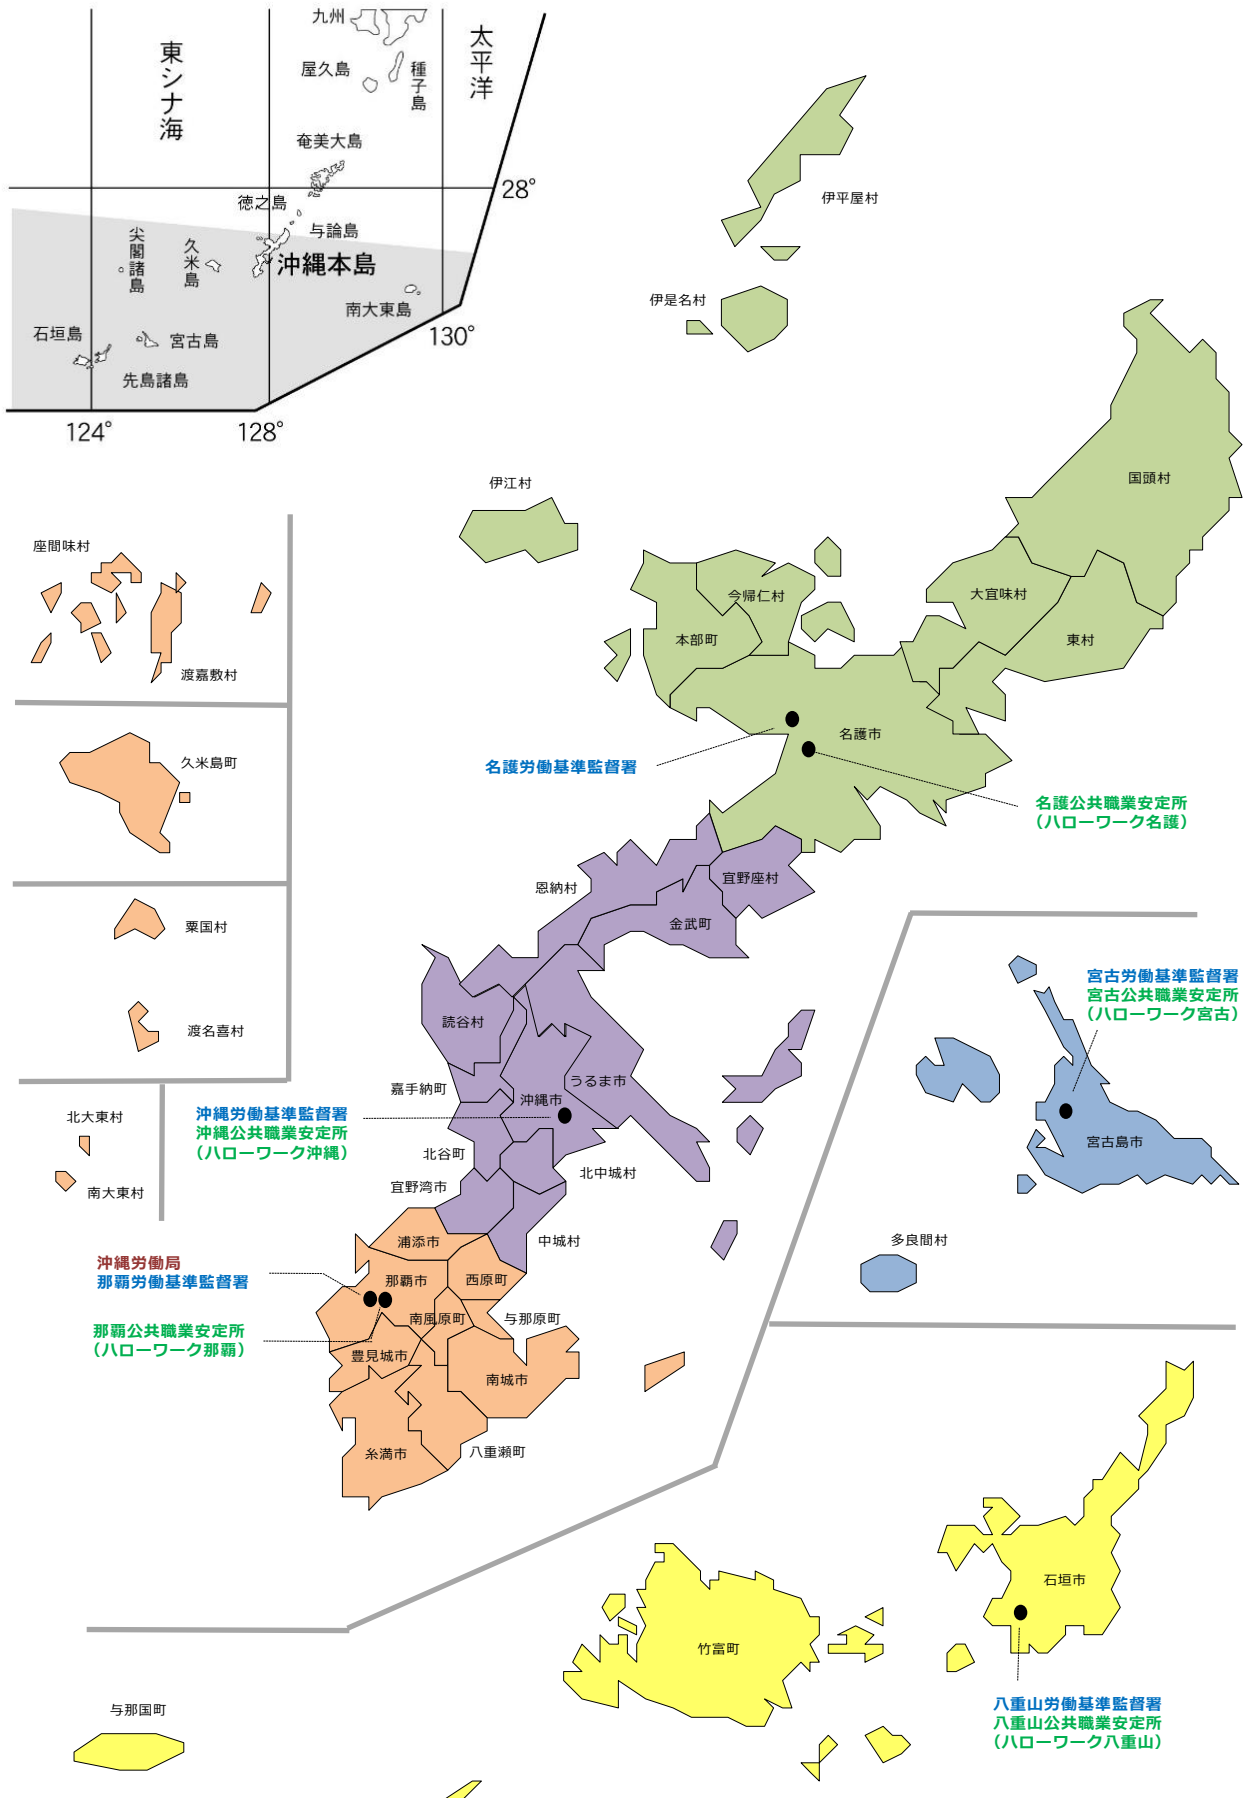 九州
太平洋
東シナ海
屋久島
種子島
奄美大島
28°
徳之島
与論島
尖閣諸島
久米島
沖縄本島
南大東島
石垣島
宮古島
130°
先島諸島
124°
128°
伊平屋村
伊是名村
国頭村
伊江村
座間味村
今帰仁村
大宜味村
本部町
東村
渡嘉敷村
名護市
久米島町
名護労働基準監督署
名護公共職業安定所
(ハローワーク名護)
恩納村
宜野座村
金武町
粟国村
宮古労働基準監督署
宮古公共職業安定所
(ハローワーク宮古)
読谷村
渡名喜村
嘉手納町
うるま市
沖縄市
北大東村
沖縄労働基準監督署
沖縄公共職業安定所
(ハローワーク沖縄)
宮古島市
北谷町
北中城村
宜野湾市
南大東村
浦添市
中城村
多良間村
沖縄労働局
那覇労働基準監督署
那覇市
西原町
南風原町
与那原町
那覇公共職業安定所
(ハローワーク那覇)
豊見城市
南城市
糸満市
八重瀬町
石垣市
竹富町
与那国町
八重山労働基準監督署
八重山公共職業安定所
(ハローワーク八重山)